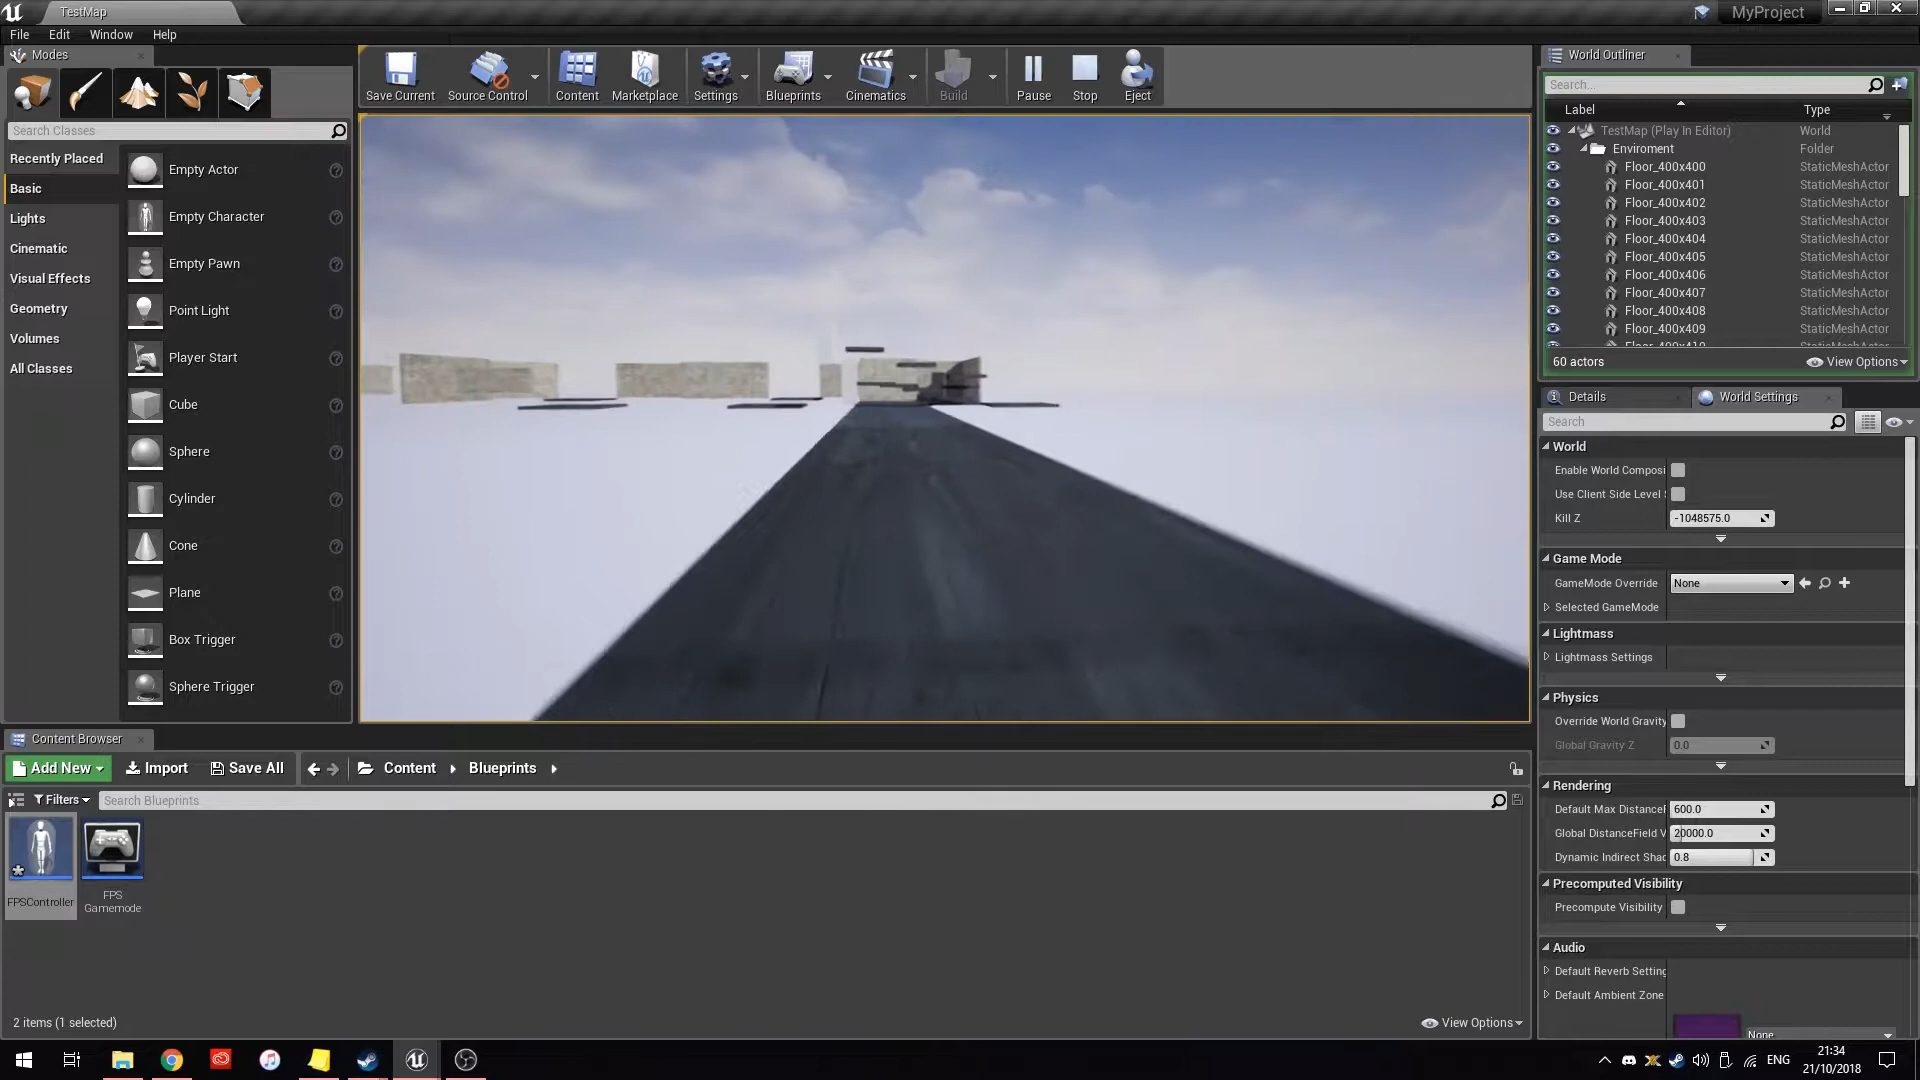 TestMap
MyProject
File Edit Window Help
Modes
Search Classes
Recently Placed
Basic
Lights
Cinematic
Visual Effects
Geometry
Volumes
All Classes
Empty Actor
Empty Character
Empty Pawn
Point Light
Player Start
Cube
Sphere
Cylinder
Cone
Plane
Box Trigger
Sphere Trigger
Save Current Source Control Content Marketplace Settings Blueprints Cinematics Build Pause Stop Eject
World Outliner
Search...
Label Type
TestMap (Play In Editor) World
Enviroment Folder
Floor_400x400 StaticMeshActor
Floor_400x401 StaticMeshActor
Floor_400x402 StaticMeshActor
Floor_400x403 StaticMeshActor
Floor_400x404 StaticMeshActor
Floor_400x405 StaticMeshActor
Floor_400x406 StaticMeshActor
Floor_400x407 StaticMeshActor
Floor_400x408 StaticMeshActor
Floor_400x409 StaticMeshActor
60 actors View Options
Details World Settings
Search
World
Enable World Composi
Use Client Side Level
Kill Z -1048575.0
Game Mode
GameMode Override None
Selected GameMode
Lightmass
Lightmass Settings
Physics
Override World Gravity
Global Gravity Z 0.0
Rendering
Default Max DistanceF 600.0
Global DistanceField V 20000.0
Dynamic Indirect Shac 0.8
Precomputed Visibility
Precompute Visibility
Audio
Default Reverb Setting
Default Ambient Zone
None
Content Browser
Add New Import Save All Content Blueprints
Filters Search Blueprints
FPSController
FPS
Gamemode
2 items (1 selected) View Options
ENG
21:34
21/10/2018